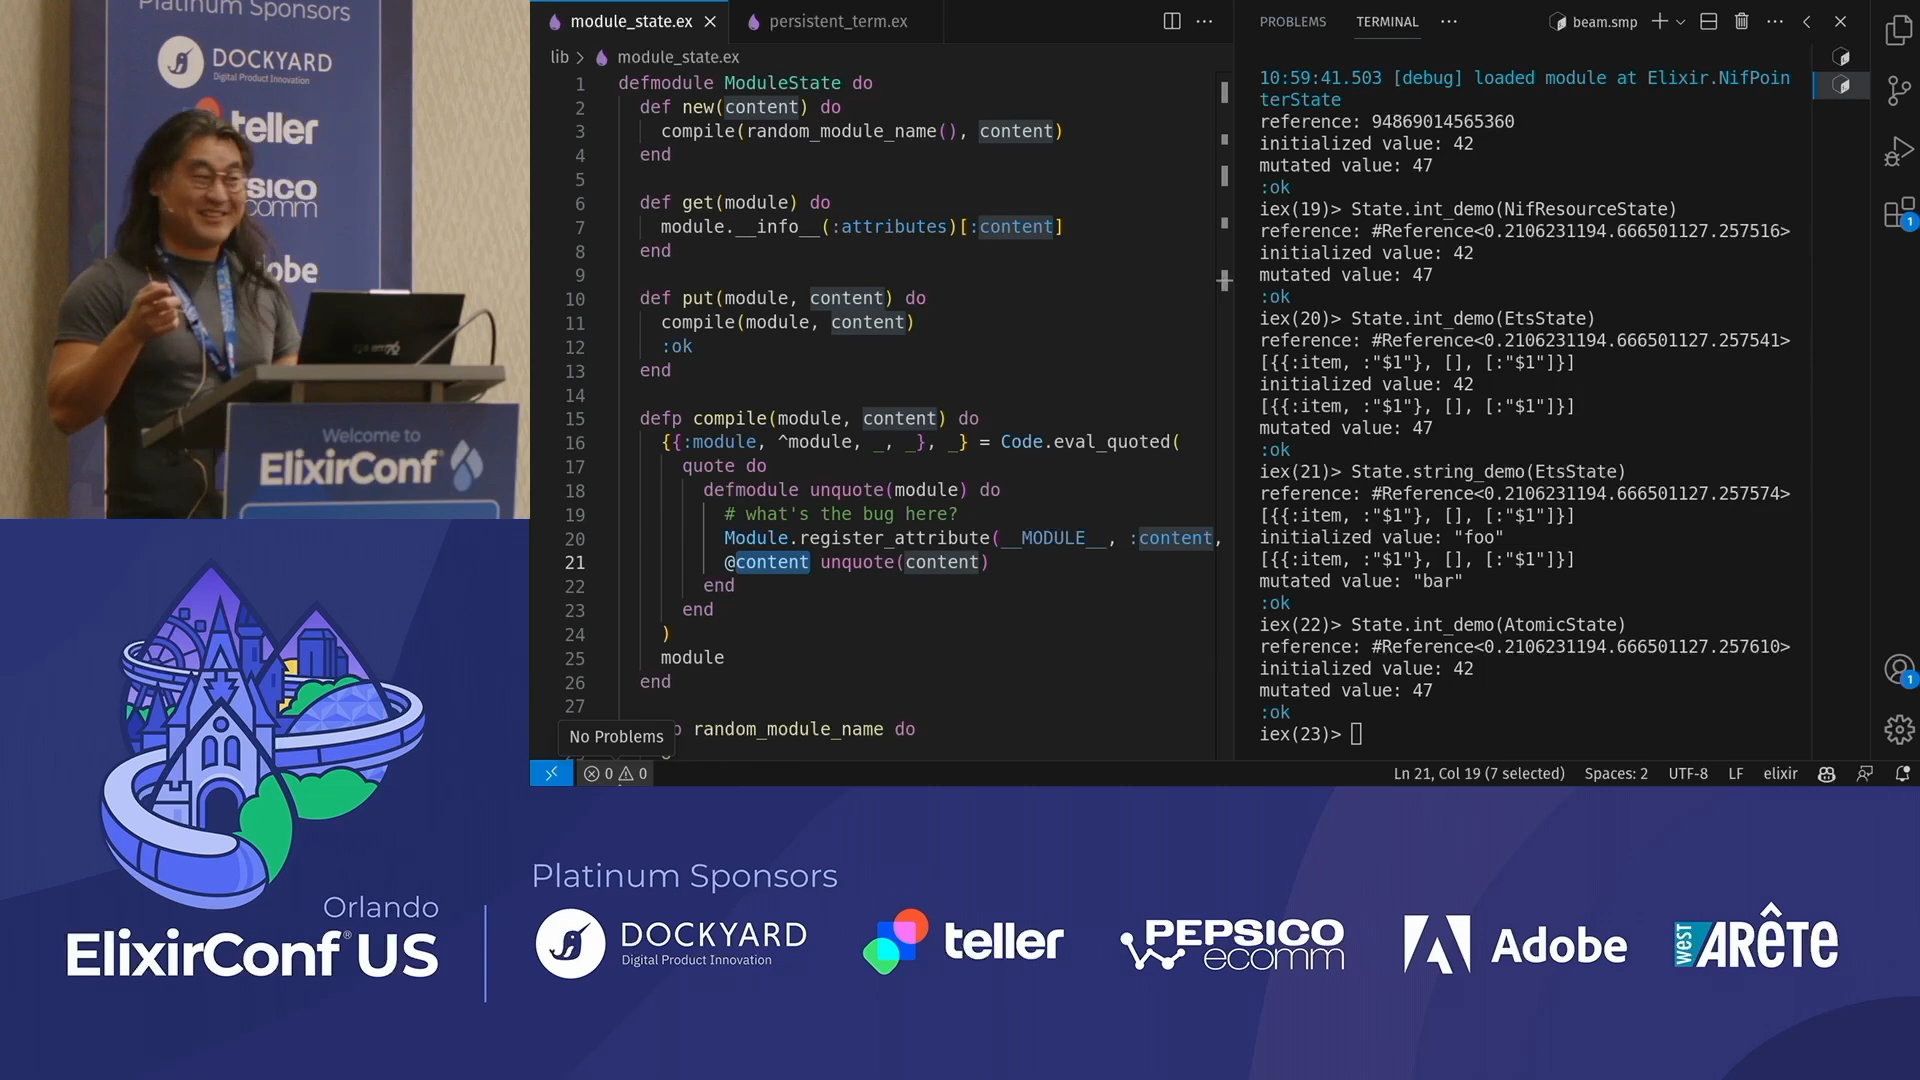 Platinum Sponsors
DOCKYARD
Digital Product Innovation
teller
SICO
comm
obe
Welcome to
ElixirConf
module_state.ex
persistent_term.ex
lib > module_state.ex
1 defmodule ModuleState do
2 def new(content) do
3 compile(random_module_name(), content)
4 end
5
6 def get(module) do
7 module.__info__(:attributes)[:content]
8 end
9
10 def put(module, content) do
11 compile(module, content)
12 :ok
13 end
14
15 defp compile(module, content) do
16 {{:module, ^module, _, _}, _} = Code.eval_quoted(
17 quote do
18 defmodule unquote(module) do
19 # what's the bug here?
20 Module.register_attribute(__MODULE__, :content,
21 @content unquote(content)
22 end
23 end
24 )
25 module
26 end
27
p random_module_name do
No Problems
0 0
Ln 21, Col 19 (7 selected)
Spaces: 2
UTF-8
LF
elixir
PROBLEMS
TERMINAL
beam.smp
10:59:41.503 [debug] loaded module at Elixir.NifPoin
terState
reference: 94869014565360
initialized value: 42
mutated value: 47
:ok
iex(19)> State.int_demo(NifResourceState)
reference: #Reference<0.2106231194.666501127.257516>
initialized value: 42
mutated value: 47
:ok
iex(20)> State.int_demo(EtsState)
reference: #Reference<0.2106231194.666501127.257541>
[{{:item, :"$1"}, [], [:"$1"]}]
initialized value: 42
[{{:item, :"$1"}, [], [:"$1"]}]
mutated value: 47
:ok
iex(21)> State.string_demo(EtsState)
reference: #Reference<0.2106231194.666501127.257574>
[{{:item, :"$1"}, [], [:"$1"]}]
initialized value: "foo"
[{{:item, :"$1"}, [], [:"$1"]}]
mutated value: "bar"
:ok
iex(22)> State.int_demo(AtomicState)
reference: #Reference<0.2106231194.666501127.257610>
initialized value: 42
mutated value: 47
:ok
iex(23)>
1
1
Orlando
ElixirConf® US
Platinum Sponsors
DOCKYARD
Digital Product Innovation
teller
PEPSICO
ecomm
Adobe
west ARÊTE